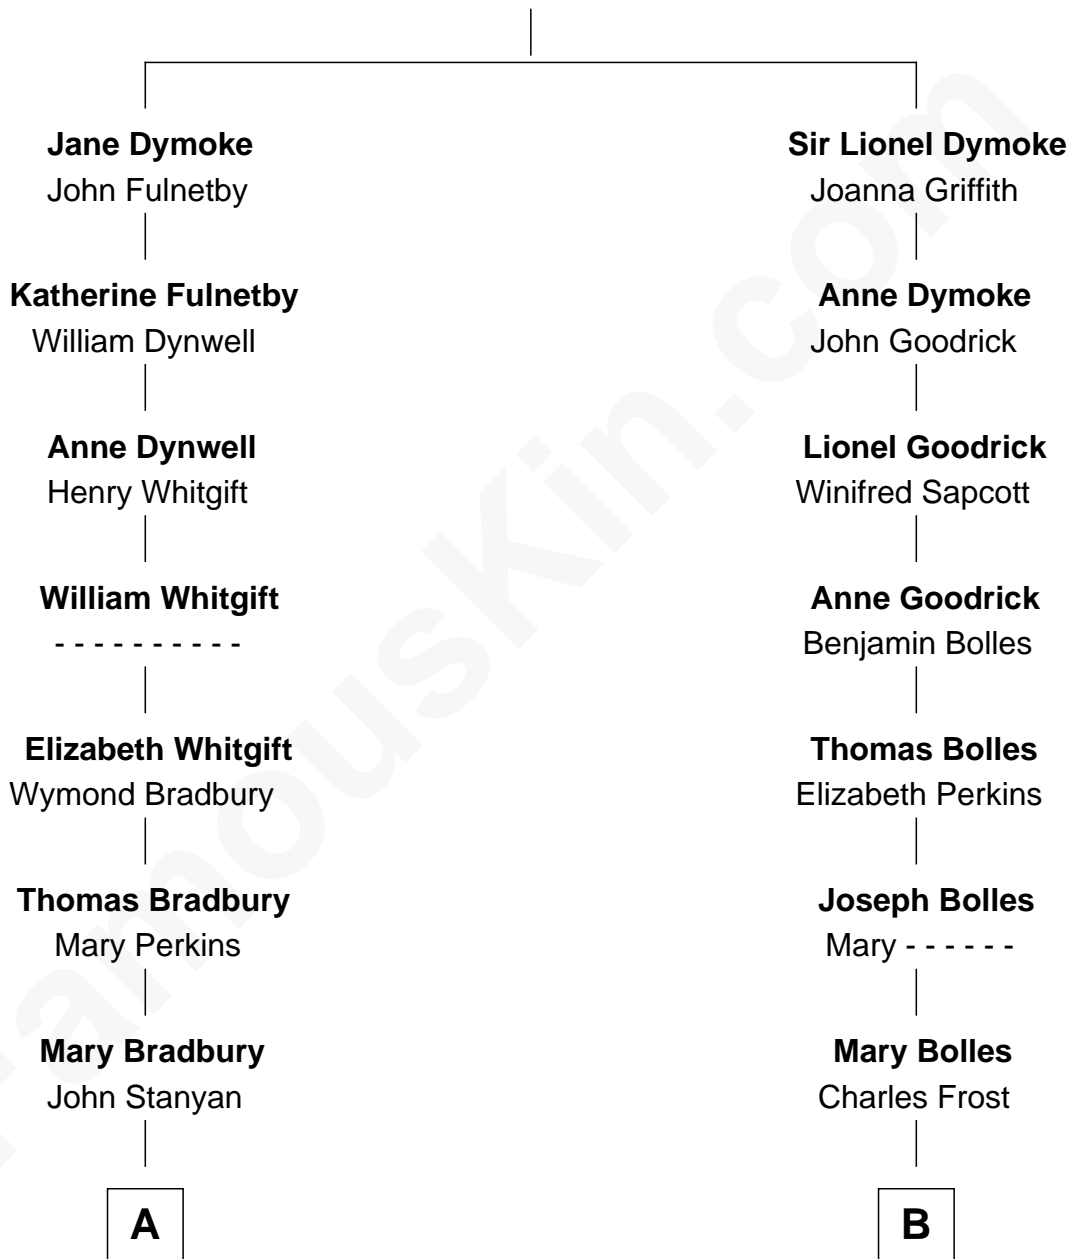 Jane Dymoke
John Fulnetby
Katherine Fulnetby
William Dynwell
Anne Dynwell
Henry Whitgift
William Whitgift
- - - - - - - - - -
Elizabeth Whitgift
Wymond Bradbury
Thomas Bradbury
Mary Perkins
Mary Bradbury
John Stanyan
A
Sir Lionel Dymoke
Joanna Griffith
Anne Dymoke
John Goodrick
Lionel Goodrick
Winifred Sapcott
Anne Goodrick
Benjamin Bolles
Thomas Bolles
Elizabeth Perkins
Joseph Bolles
Mary - - - - - -
Mary Bolles
Charles Frost
B
FamousKin.com